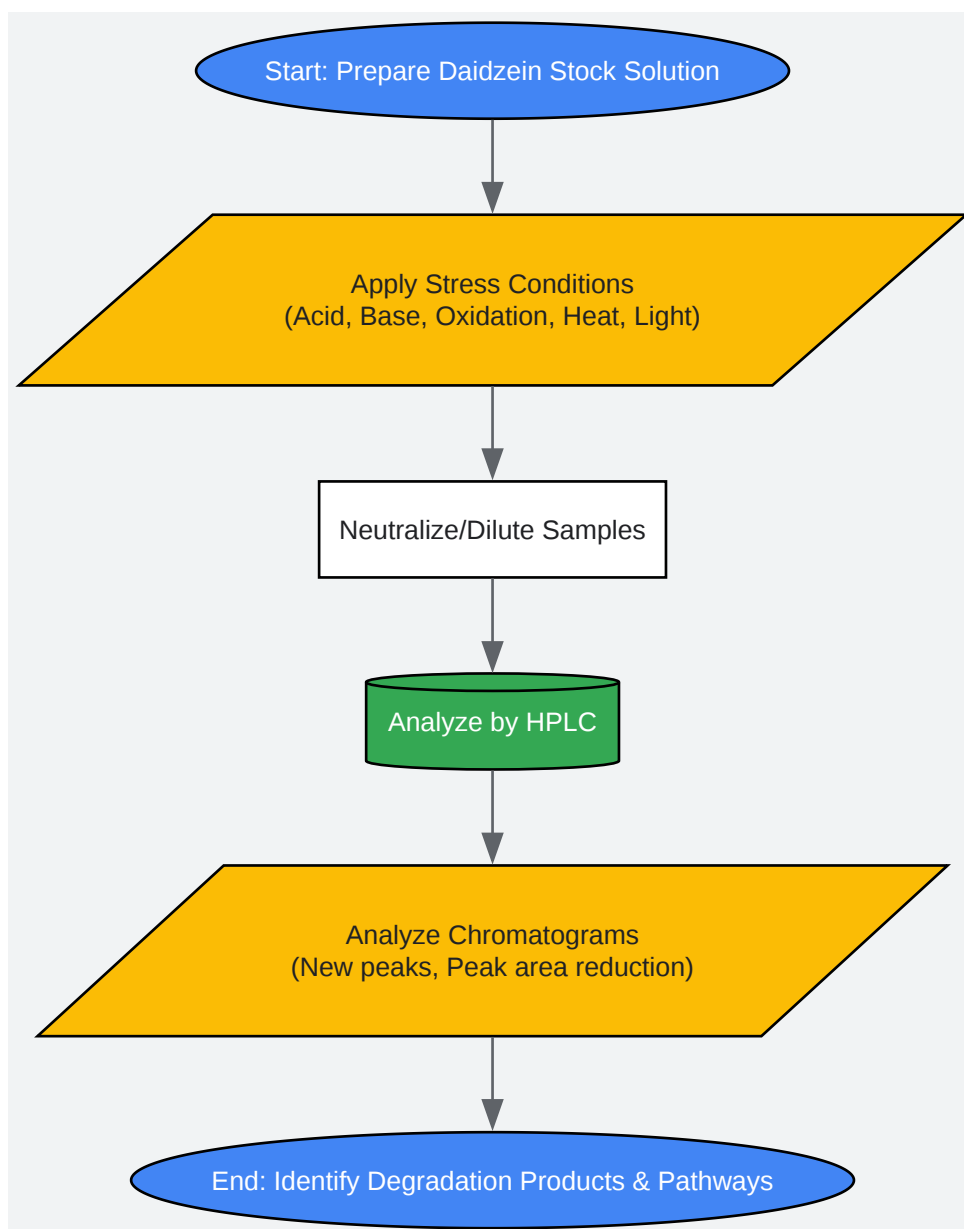 Start: Prepare Daidzein Stock Solution
Apply Stress Conditions
(Acid, Base, Oxidation, Heat, Light)
Neutralize/Dilute Samples
Analyze by HPLC
Analyze Chromatograms
(New peaks, Peak area reduction)
End: Identify Degradation Products & Pathways